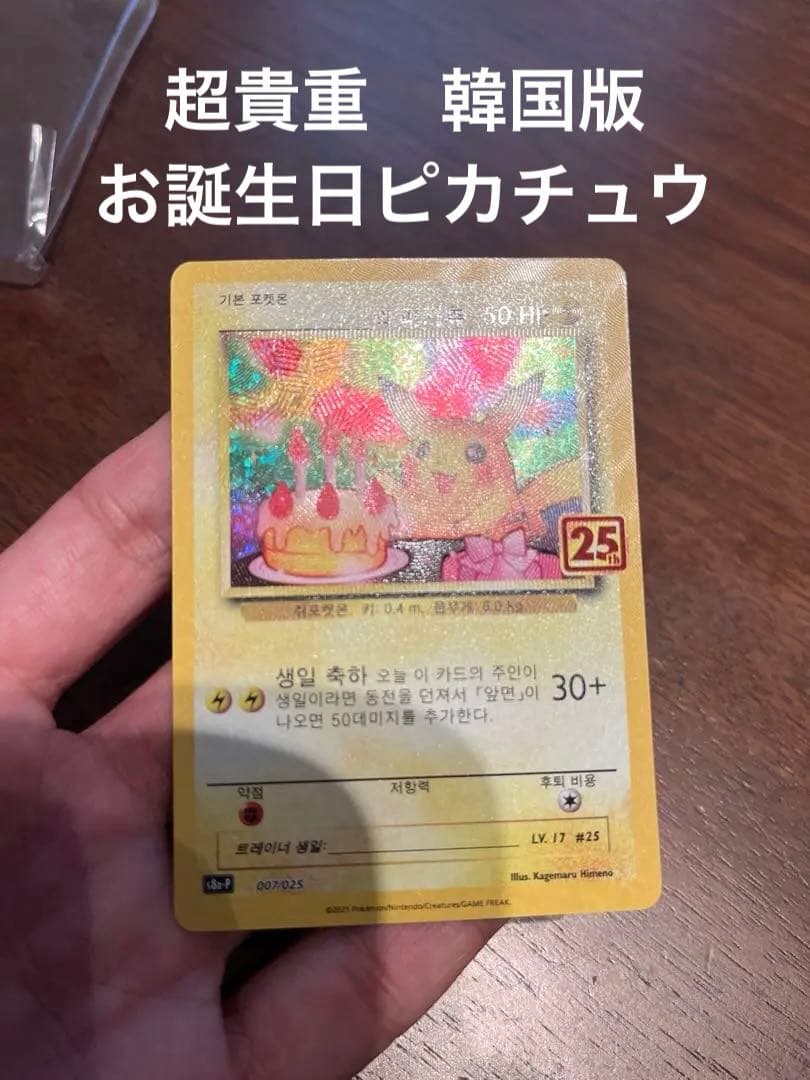 超貴重　韓国版
お誕生日ピカチュウ
기본 포켓몬
50 HP
25th
쥐포켓몬 키: 0.4 m, 몸무게: 6.0 kg
생일 축하 오늘 이 카드의 주인이
생일이라면 동전을 던져서 「앞면」이
나오면 50데미지를 추가한다.
30+
약점 저항력 후퇴 비용
트레이너 생일:
LV. 17 #25
s8a-P 007/025
Illus. Kagemaru Himeno
©2021 Pokémon/Nintendo/Creatures/GAME FREAK.